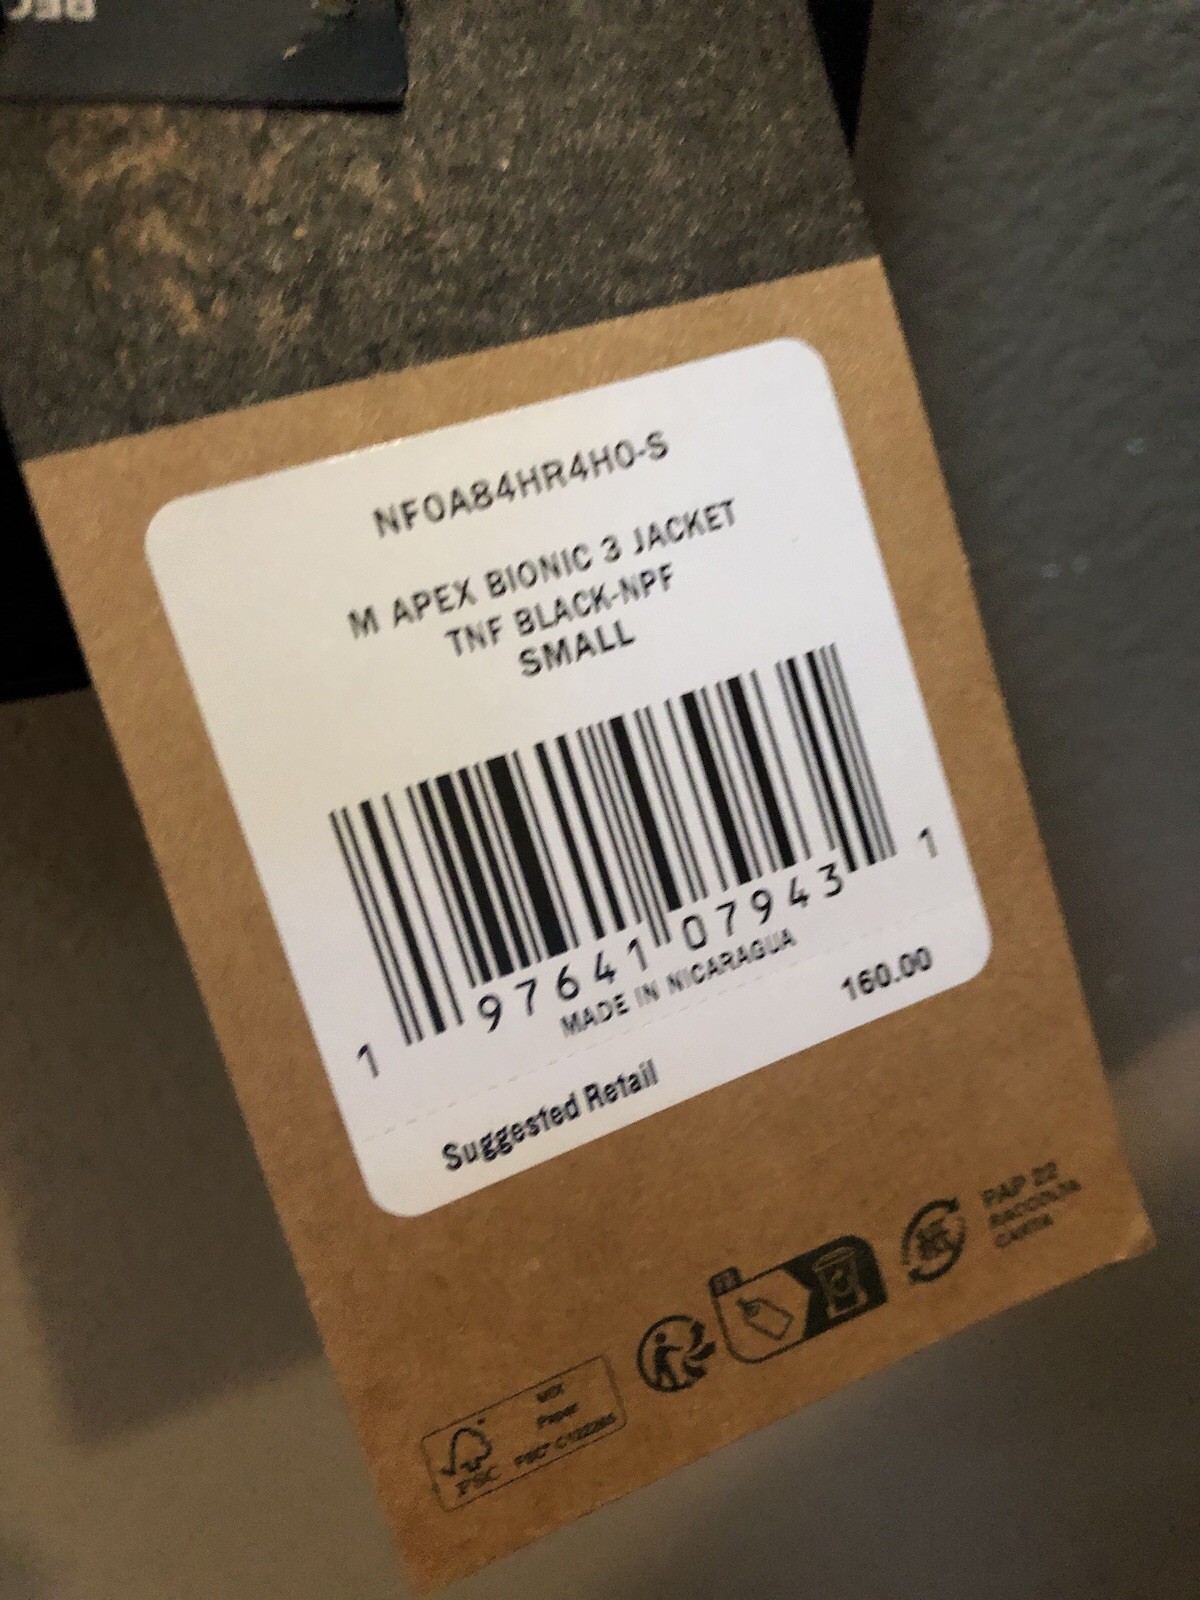 NF0A84HR4H0-S
M APEX BIONIC 3 JACKET
TNF BLACK-NPF
SMALL
1 97641 07943 1
MADE IN NICARAGUA
Suggested Retail 160.00
PAP 22
RACCOLTA
CARTA
FR
MIX
Paper
FSC